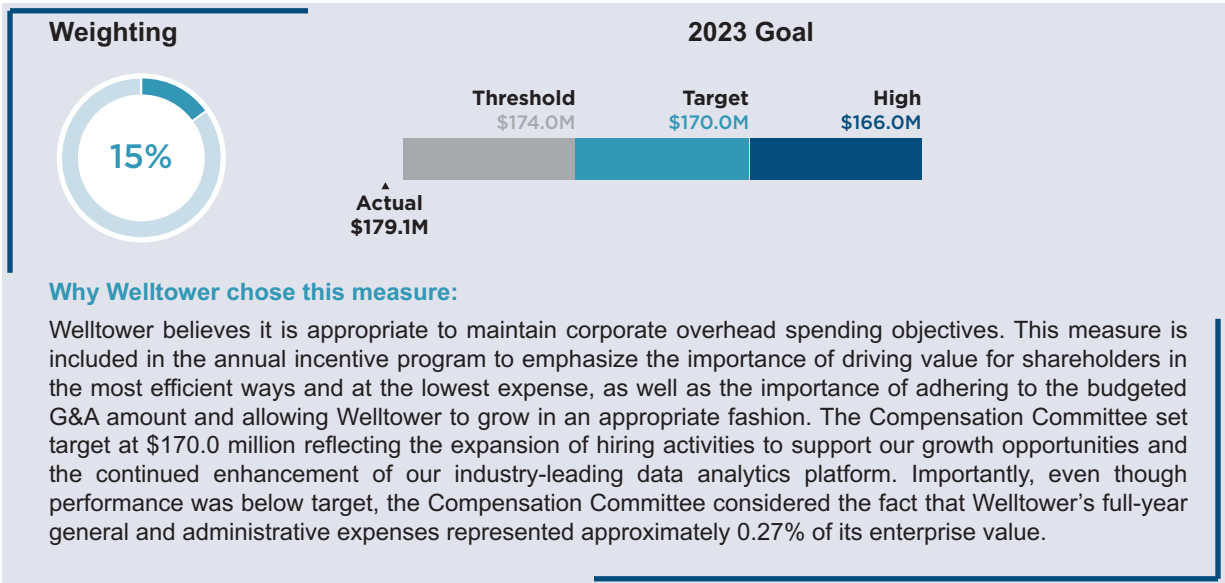 Weighting
2023 Goal
15%
Threshold
$174.0M
Target
$170.0M
High
$166.0M
Actual
$179.1M
Why Welltower chose this measure:
Welltower believes it is appropriate to maintain corporate overhead spending objectives. This measure is
included in the annual incentive program to emphasize the importance of driving value for shareholders in
the most efficient ways and at the lowest expense, as well as the importance of adhering to the budgeted
G&A amount and allowing Welltower to grow in an appropriate fashion. The Compensation Committee set
target at $170.0 million reflecting the expansion of hiring activities to support our growth opportunities and
the continued enhancement of our industry-leading data analytics platform. Importantly, even though
performance was below target, the Compensation Committee considered the fact that Welltower’s full-year
general and administrative expenses represented approximately 0.27% of its enterprise value.